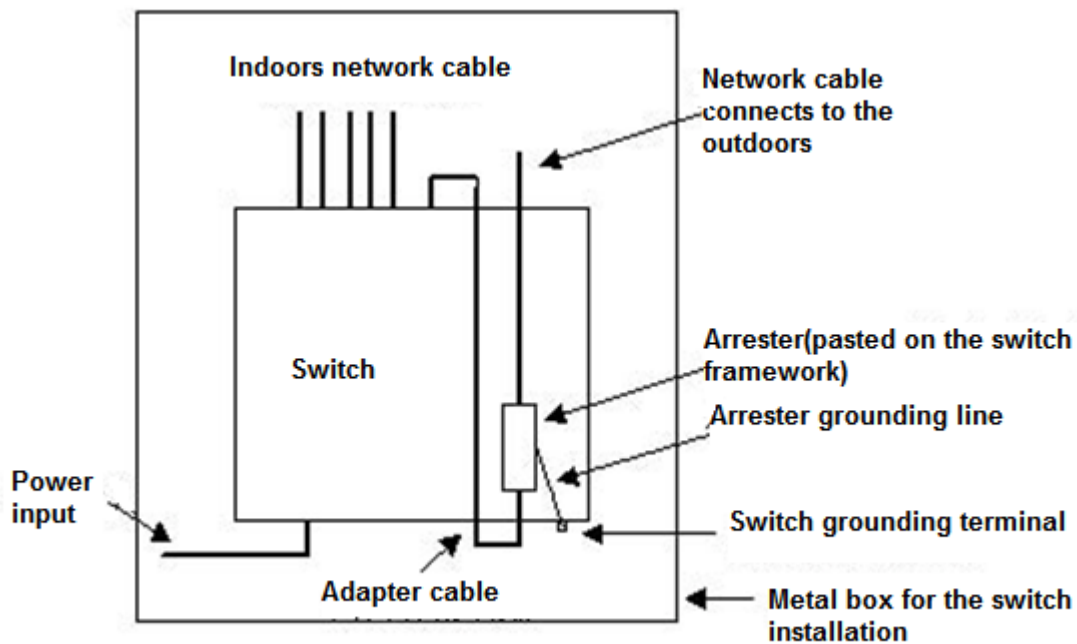 Indoors network cable
Network cable
connects to the
outdoors
Switch
Arrester(pasted on the switch
framework)
Arrester grounding line
Power
input
Switch grounding terminal
Adapter cable
Metal box for the switch
installation